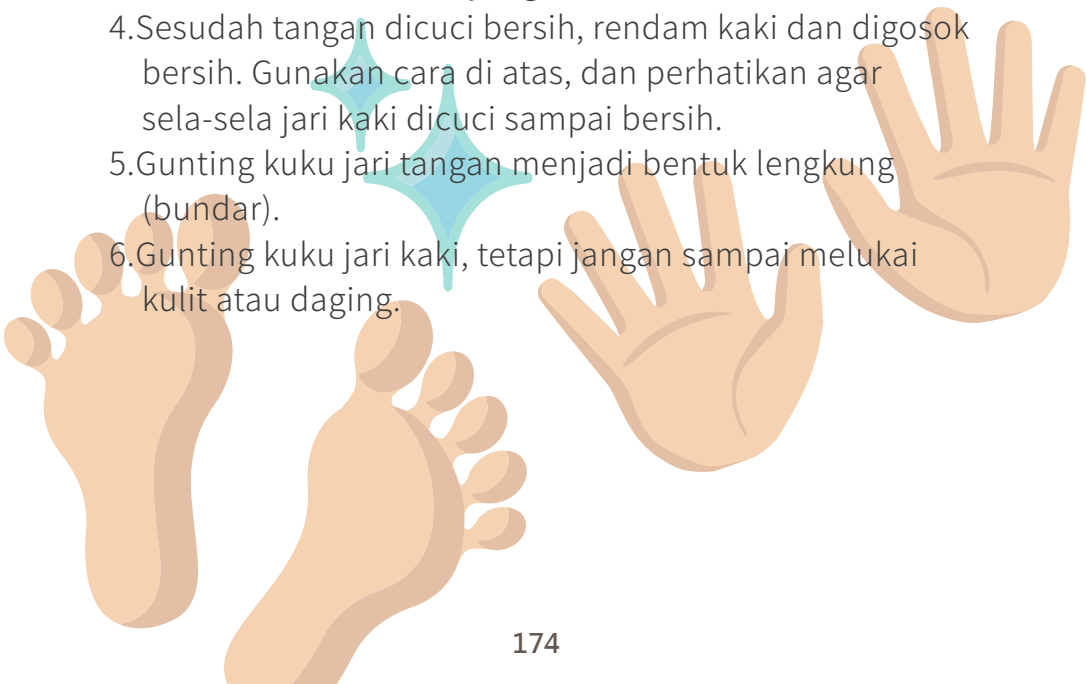 4.Sesudah tangan dicuci bersih, rendam kaki dan digosok
bersih. Gunakan cara di atas, dan perhatikan agar
sela-sela jari kaki dicuci sampai bersih.
5.Gunting kuku jari tangan menjadi bentuk lengkung
(bundar).
6.Gunting kuku jari kaki, tetapi jangan sampai melukai
kulit atau daging.
174